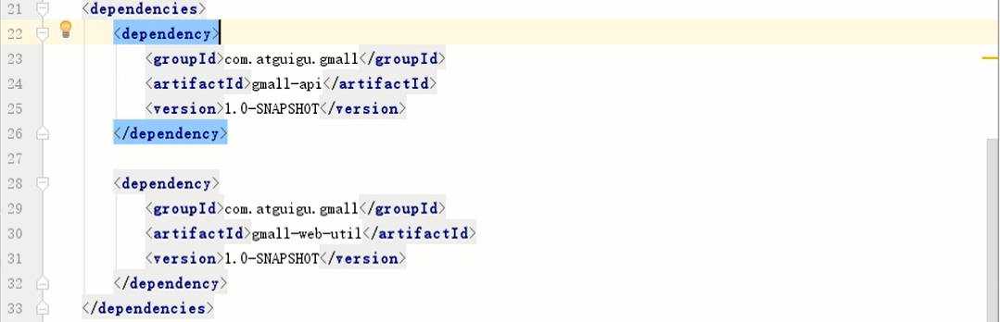 21 <dependencies>
22 <dependency>
23 <groupId>com.atguigu.gmall</groupId>
24 <artifactId>gmall-api</artifactId>
25 <version>1.0-SNAPSHOT</version>
26 </dependency>
27
28 <dependency>
29 <groupId>com.atguigu.gmall</groupId>
30 <artifactId>gmall-web-util</artifactId>
31 <version>1.0-SNAPSHOT</version>
32 </dependency>
33 </dependencies>